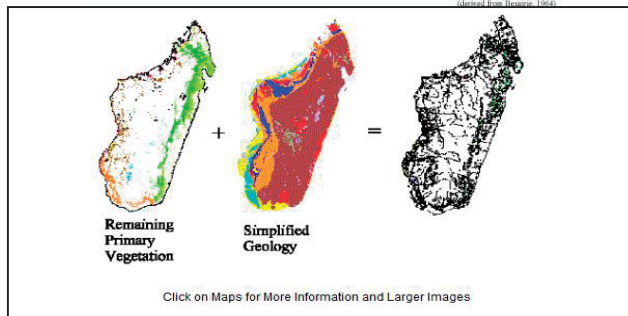 (derived from Besairie, 1964)
+
=
Remaining
Primary
Vegetation
Simplified
Geology
Click on Maps for More Information and Larger Images